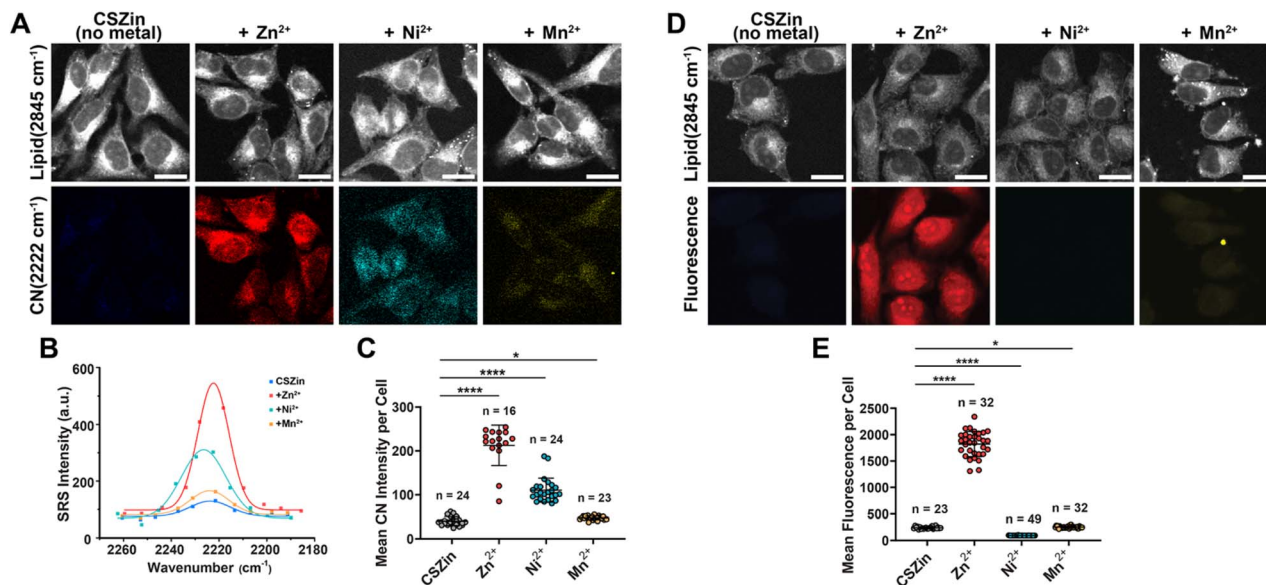 A
CSZin
(no metal)
+ Zn²⁺
+ Ni²⁺
+ Mn²⁺
Lipid(2845 cm⁻¹)
CN(2222 cm⁻¹)
B
SRS Intensity (a.u.)
600
400
200
0
2260
2240
2220
2200
2180
Wavenumber (cm⁻¹)
CSZin
+Zn²⁺
+Ni²⁺
+Mn²⁺
C
Mean CN Intensity per Cell
300
200
100
0
*
****
****
n = 24
n = 16
n = 24
n = 23
CSZin
Zn²⁺
Ni²⁺
Mn²⁺
D
CSZin
(no metal)
+ Zn²⁺
+ Ni²⁺
+ Mn²⁺
Lipid(2845 cm⁻¹)
Fluorescence
E
Mean Fluorescence per Cell
2500
2000
1500
1000
500
0
*
****
****
n = 23
n = 32
n = 49
n = 32
CSZin
Zn²⁺
Ni²⁺
Mn²⁺